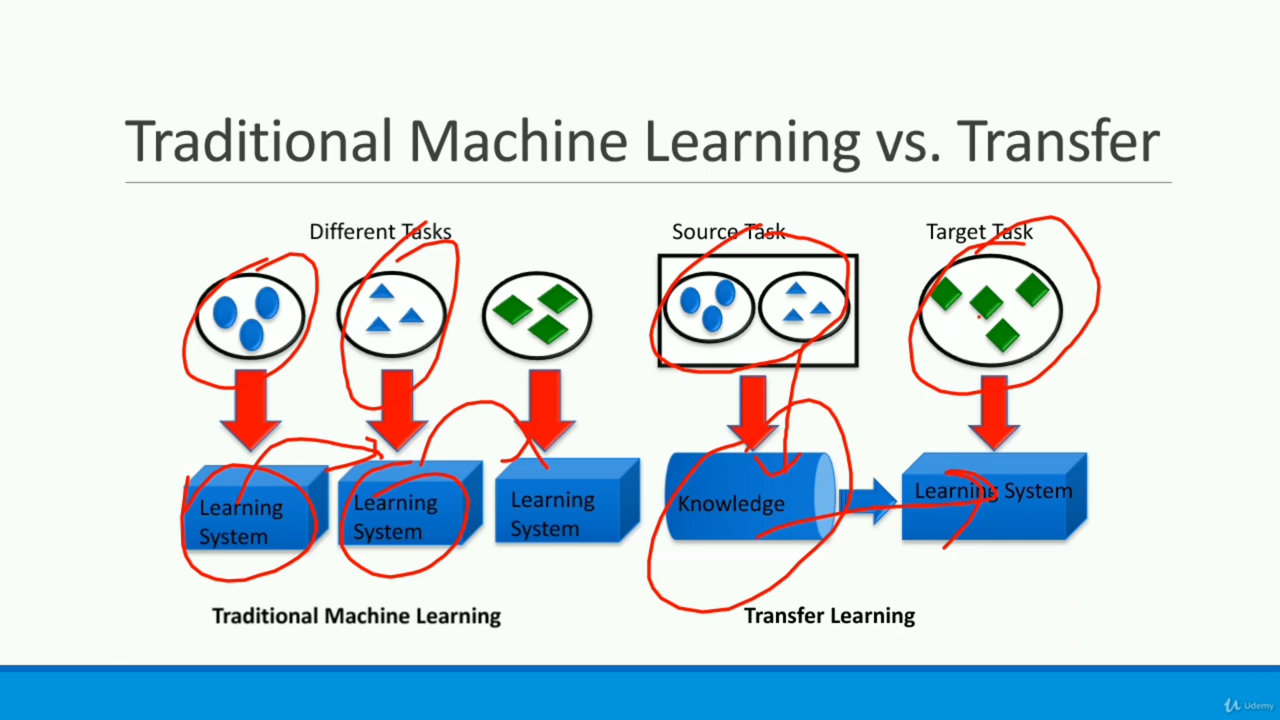 Traditional Machine Learning vs. Transfer
Different Tasks
Source Task
Target Task
Learning
System
Learning
System
Learning
System
Knowledge
Learning System
Traditional Machine Learning
Transfer Learning
Udemy